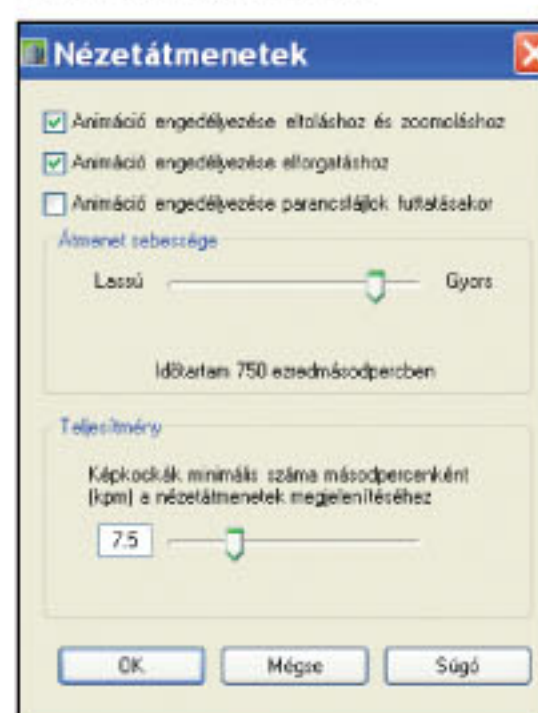 Nézetátmenetek
Animáció engedélyezése eltoláshoz és zoomoláshoz
Animáció engedélyezése elforgatáshoz
Animáció engedélyezése parancsfájlok futtatásakor
Átmenet sebessége
Lassú Gyors
Időtartam 750 ezredmásodpercben
Teljesítmény
Képkockák minimális száma másodpercenként
(kpm) a nézetátmenetek megjelenítéséhez
7.5
OK Mégse Súgó